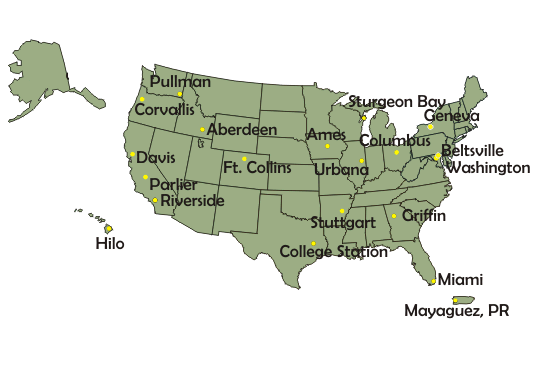 Pullman
Sturgeon Bay
Corvallis
Geneva
Aberdeen
Ames
Columbus
Davis
Ft. Collins
Urbana
Beltsville
Washington
Parlier
Riverside
Stuttgart
Griffin
Hilo
College Station
Miami
Mayaguez, PR